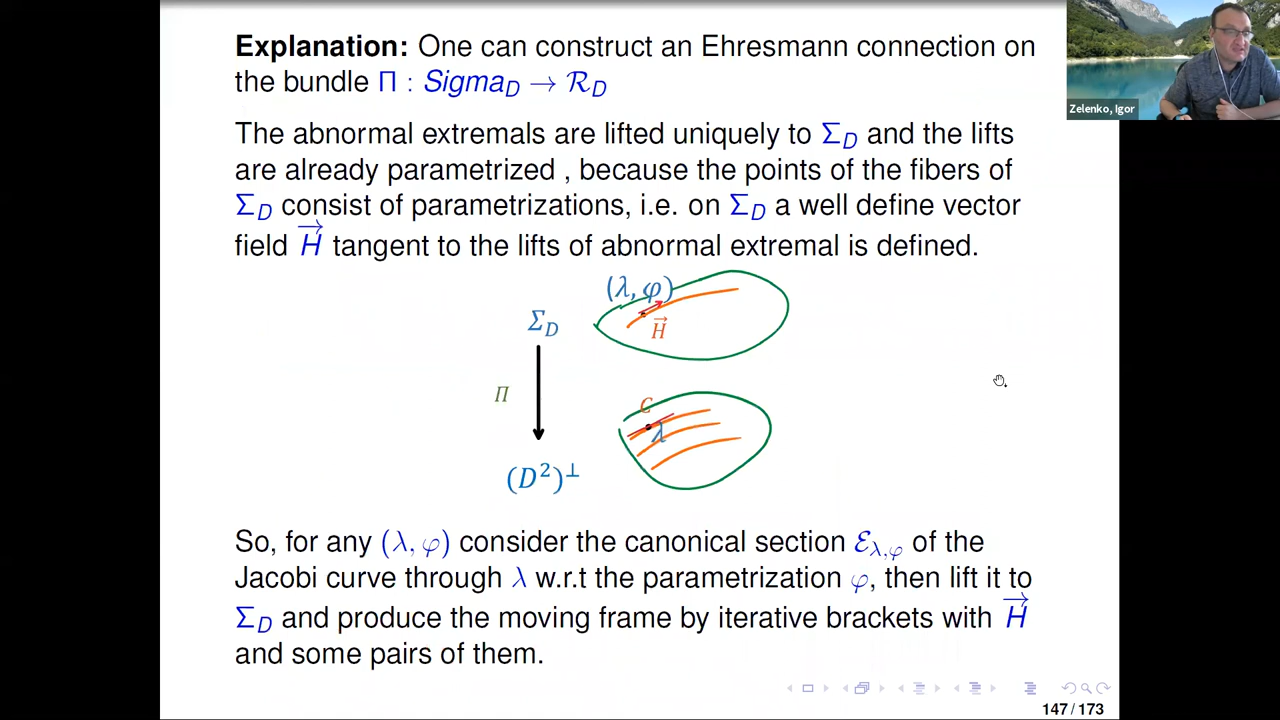 Explanation: One can construct an Ehresmann connection on
the bundle Π : Sigma_D → ℛ_D
The abnormal extremals are lifted uniquely to Σ_D and the lifts
are already parametrized , because the points of the fibers of
Σ_D consist of parametrizations, i.e. on Σ_D a well define vector
field H⃗ tangent to the lifts of abnormal extremal is defined.
(λ, φ)
Σ_D
H⃗
Π
C
λ
(D²)^⊥
So, for any (λ, φ) consider the canonical section ℰ_λ,φ of the
Jacobi curve through λ w.r.t the parametrization φ, then lift it to
Σ_D and produce the moving frame by iterative brackets with H⃗
and some pairs of them.
147 / 173
Zelenko, Igor